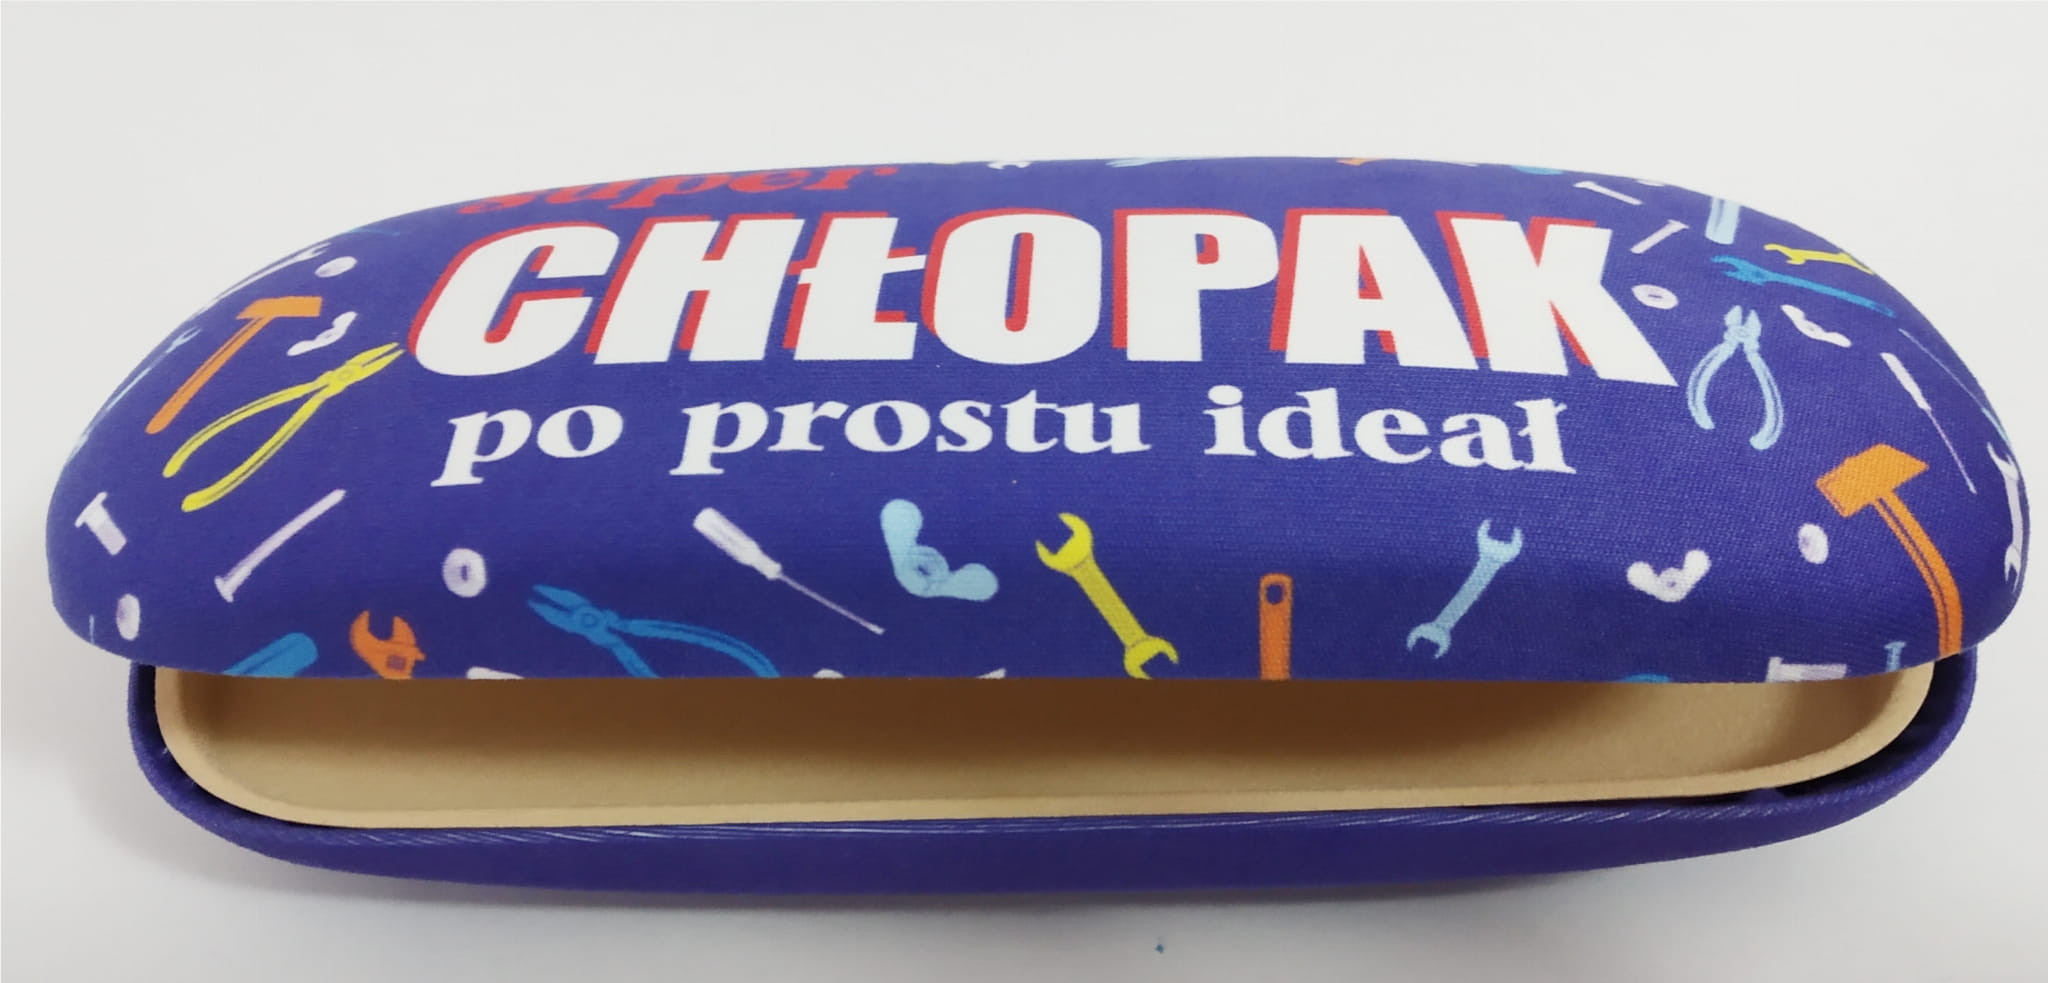 super
CHŁOPAK
po prostu ideał